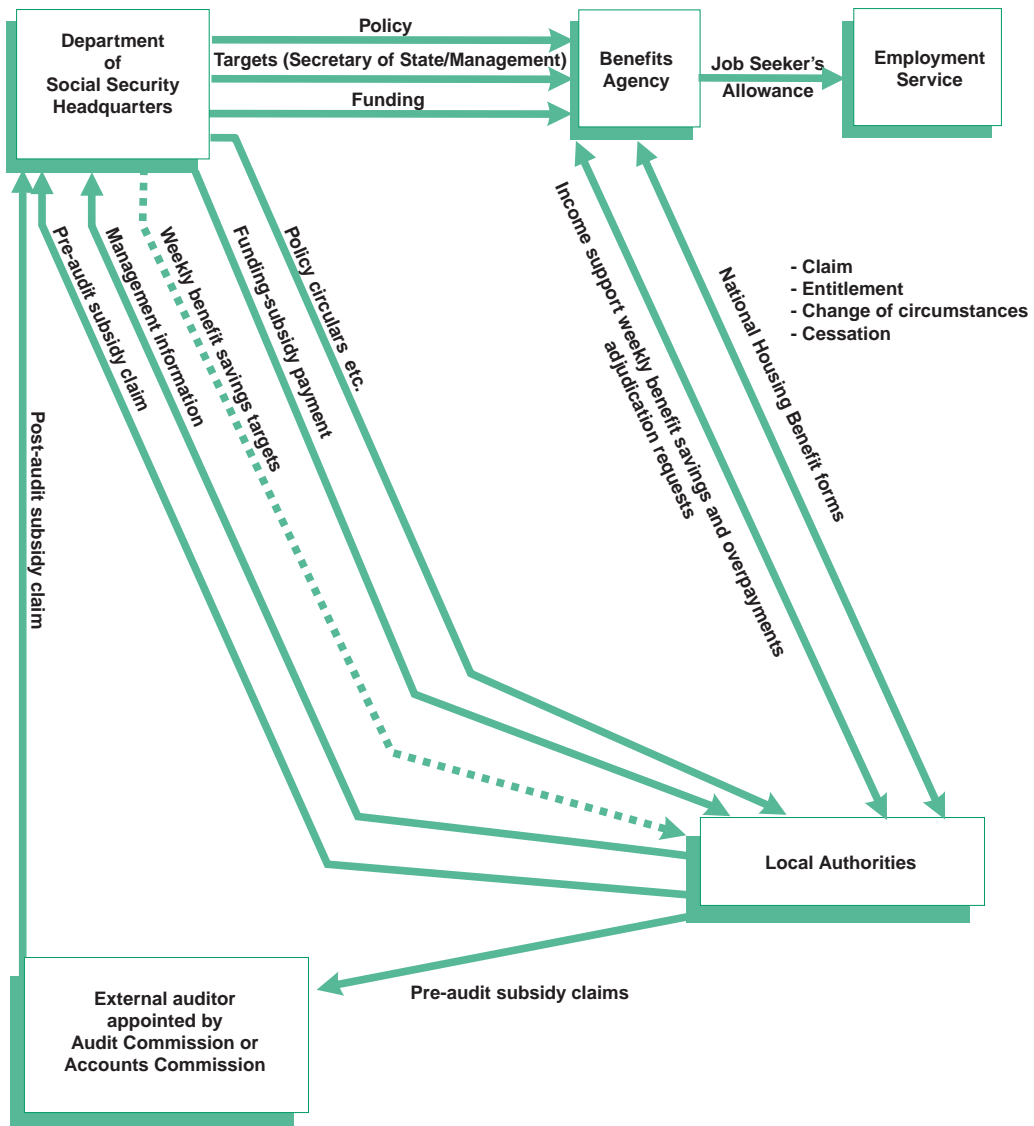 Department
of
Social Security
Headquarters
Policy
Targets (Secretary of State/Management)
Funding
Benefits
Agency
Job Seeker's
Allowance
Employment
Service
Post-audit subsidy claim
Pre-audit subsidy claim
Management information
Weekly benefit savings targets
Funding-subsidy payment
Policy circulars etc.
Income support weekly benefit savings and overpayments
adjudication requests
National Housing Benefit forms
- Claim
- Entitlement
- Change of circumstances
- Cessation
Local Authorities
Pre-audit subsidy claims
External auditor
appointed by
Audit Commission or
Accounts Commission